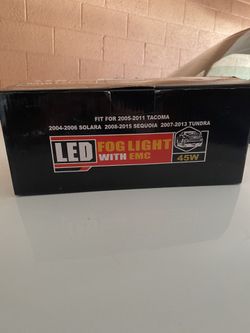 FIT FOR 2005-2011 TACOMA
2004-2006 SOLARA 2008-2015 SEQUOIA 2007-2013 TUNDRA
LED FOG LIGHT
WITH EMC
45W